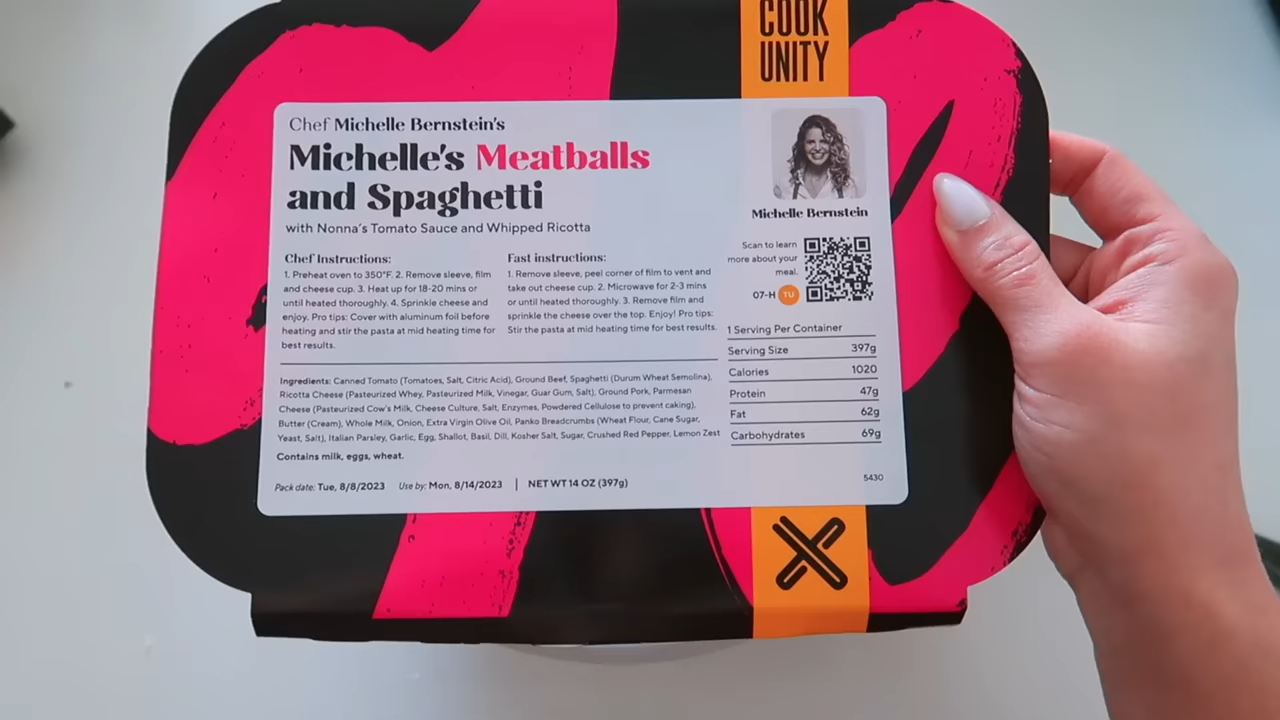 COOK
UNITY
Chef Michelle Bernstein's
Michelle's Meatballs
and Spaghetti
with Nonna's Tomato Sauce and Whipped Ricotta
Chef Instructions:
1. Preheat oven to 350°F. 2. Remove sleeve, film
and cheese cup. 3. Heat up for 18-20 mins or
until heated thoroughly. 4. Sprinkle cheese and
enjoy. Pro tips: Cover with aluminum foil before
heating and stir the pasta at mid heating time for
best results.
Fast instructions:
1. Remove sleeve, peel corner of film to vent and
take out cheese cup. 2. Microwave for 2-3 mins
or until heated thoroughly. 3. Remove film and
sprinkle the cheese over the top. Enjoy! Pro tips:
Stir the pasta at mid heating time for best results.
Ingredients: Canned Tomato (Tomatoes, Salt, Citric Acid), Ground Beef, Spaghetti (Durum Wheat Semolina),
Ricotta Cheese (Pasteurized Whey, Pasteurized Milk, Vinegar, Guar Gum, Salt), Ground Pork, Parmesan
Cheese (Pasteurized Cow's Milk, Cheese Culture, Salt, Enzymes, Powdered Cellulose to prevent caking),
Butter (Cream), Whole Milk, Onion, Extra Virgin Olive Oil, Panko Breadcrumbs (Wheat Flour, Cane Sugar,
Yeast, Salt), Italian Parsley, Garlic, Egg, Shallot, Basil, Dill, Kosher Salt, Sugar, Crushed Red Pepper, Lemon Zest
Contains milk, eggs, wheat.
Pack date: Tue, 8/8/2023 Use by: Mon, 8/14/2023 | NET WT 14 OZ (397g)
Michelle Bernstein
Scan to learn
more about your
meal.
07-H TU
1 Serving Per Container
Serving Size 397g
Calories 1020
Protein 47g
Fat 62g
Carbohydrates 69g
5430